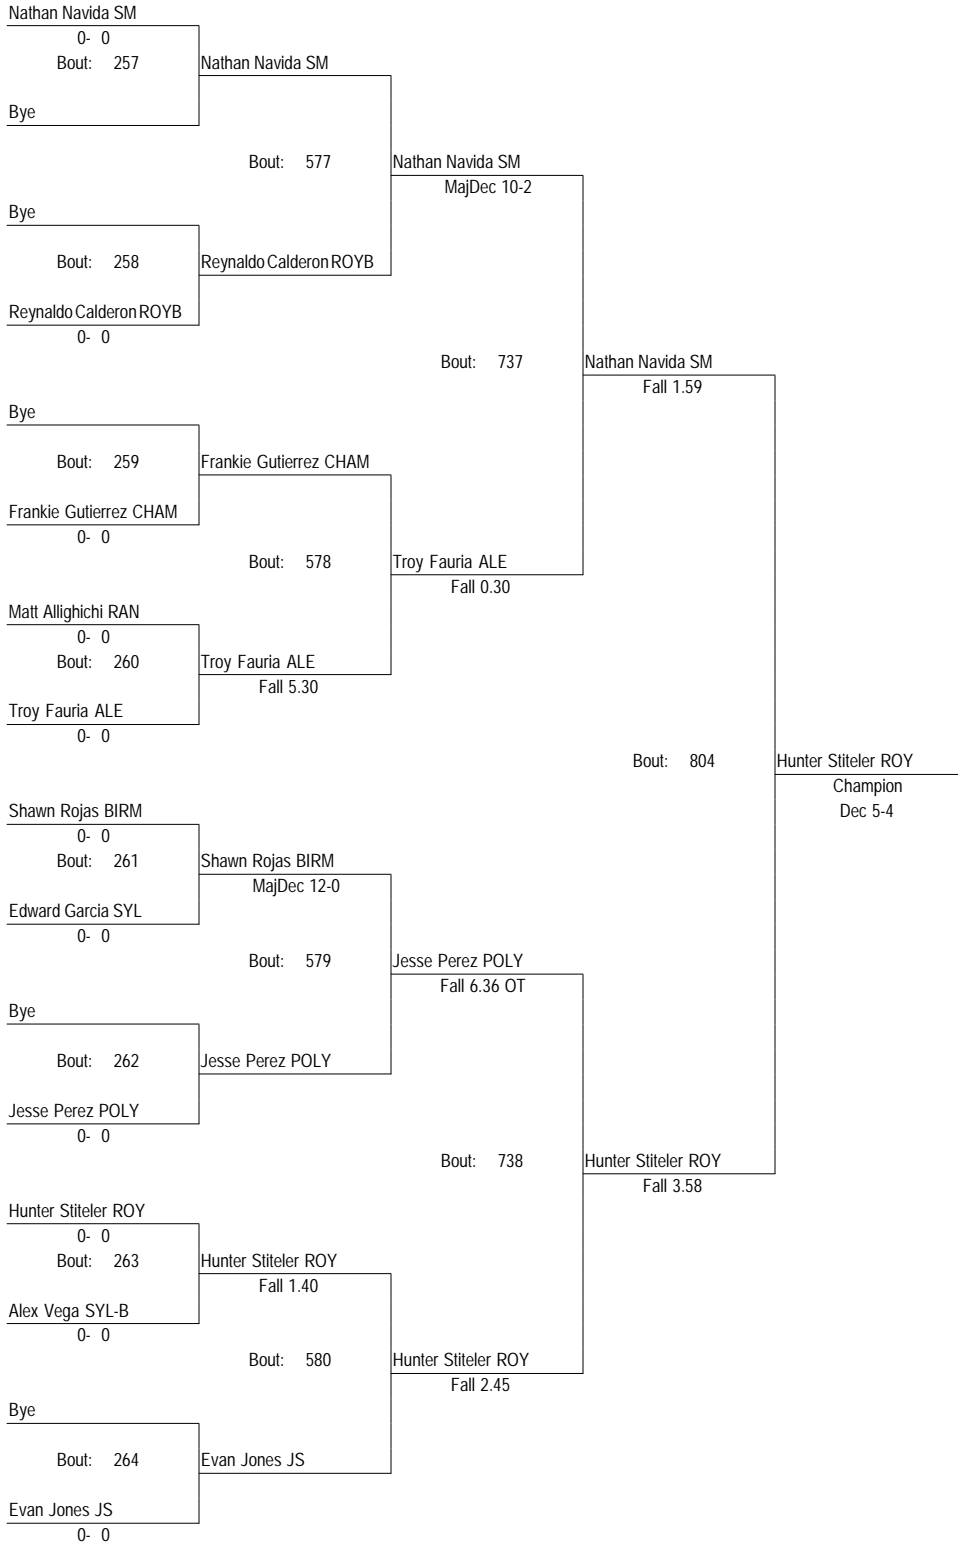 Nathan Navida SM
0- 0
Bout: 257
Nathan Navida SM
Bye
Bout: 577
Nathan Navida SM
MajDec 10-2
Bye
Bout: 258
Reynaldo Calderon ROYB
Reynaldo Calderon ROYB
0- 0
Bout: 737
Nathan Navida SM
Fall 1.59
Bye
Bout: 259
Frankie Gutierrez CHAM
Frankie Gutierrez CHAM
0- 0
Bout: 578
Troy Fauria ALE
Fall 0.30
Matt Allighichi RAN
0- 0
Bout: 260
Troy Fauria ALE
Fall 5.30
Troy Fauria ALE
0- 0
Bout: 804
Hunter Stiteler ROY
Champion
Dec 5-4
Shawn Rojas BIRM
0- 0
Bout: 261
Shawn Rojas BIRM
MajDec 12-0
Edward Garcia SYL
0- 0
Bout: 579
Jesse Perez POLY
Fall 6.36 OT
Bye
Bout: 262
Jesse Perez POLY
Jesse Perez POLY
0- 0
Bout: 738
Hunter Stiteler ROY
Fall 3.58
Hunter Stiteler ROY
0- 0
Bout: 263
Hunter Stiteler ROY
Fall 1.40
Alex Vega SYL-B
0- 0
Bout: 580
Hunter Stiteler ROY
Fall 2.45
Bye
Bout: 264
Evan Jones JS
Evan Jones JS
0- 0